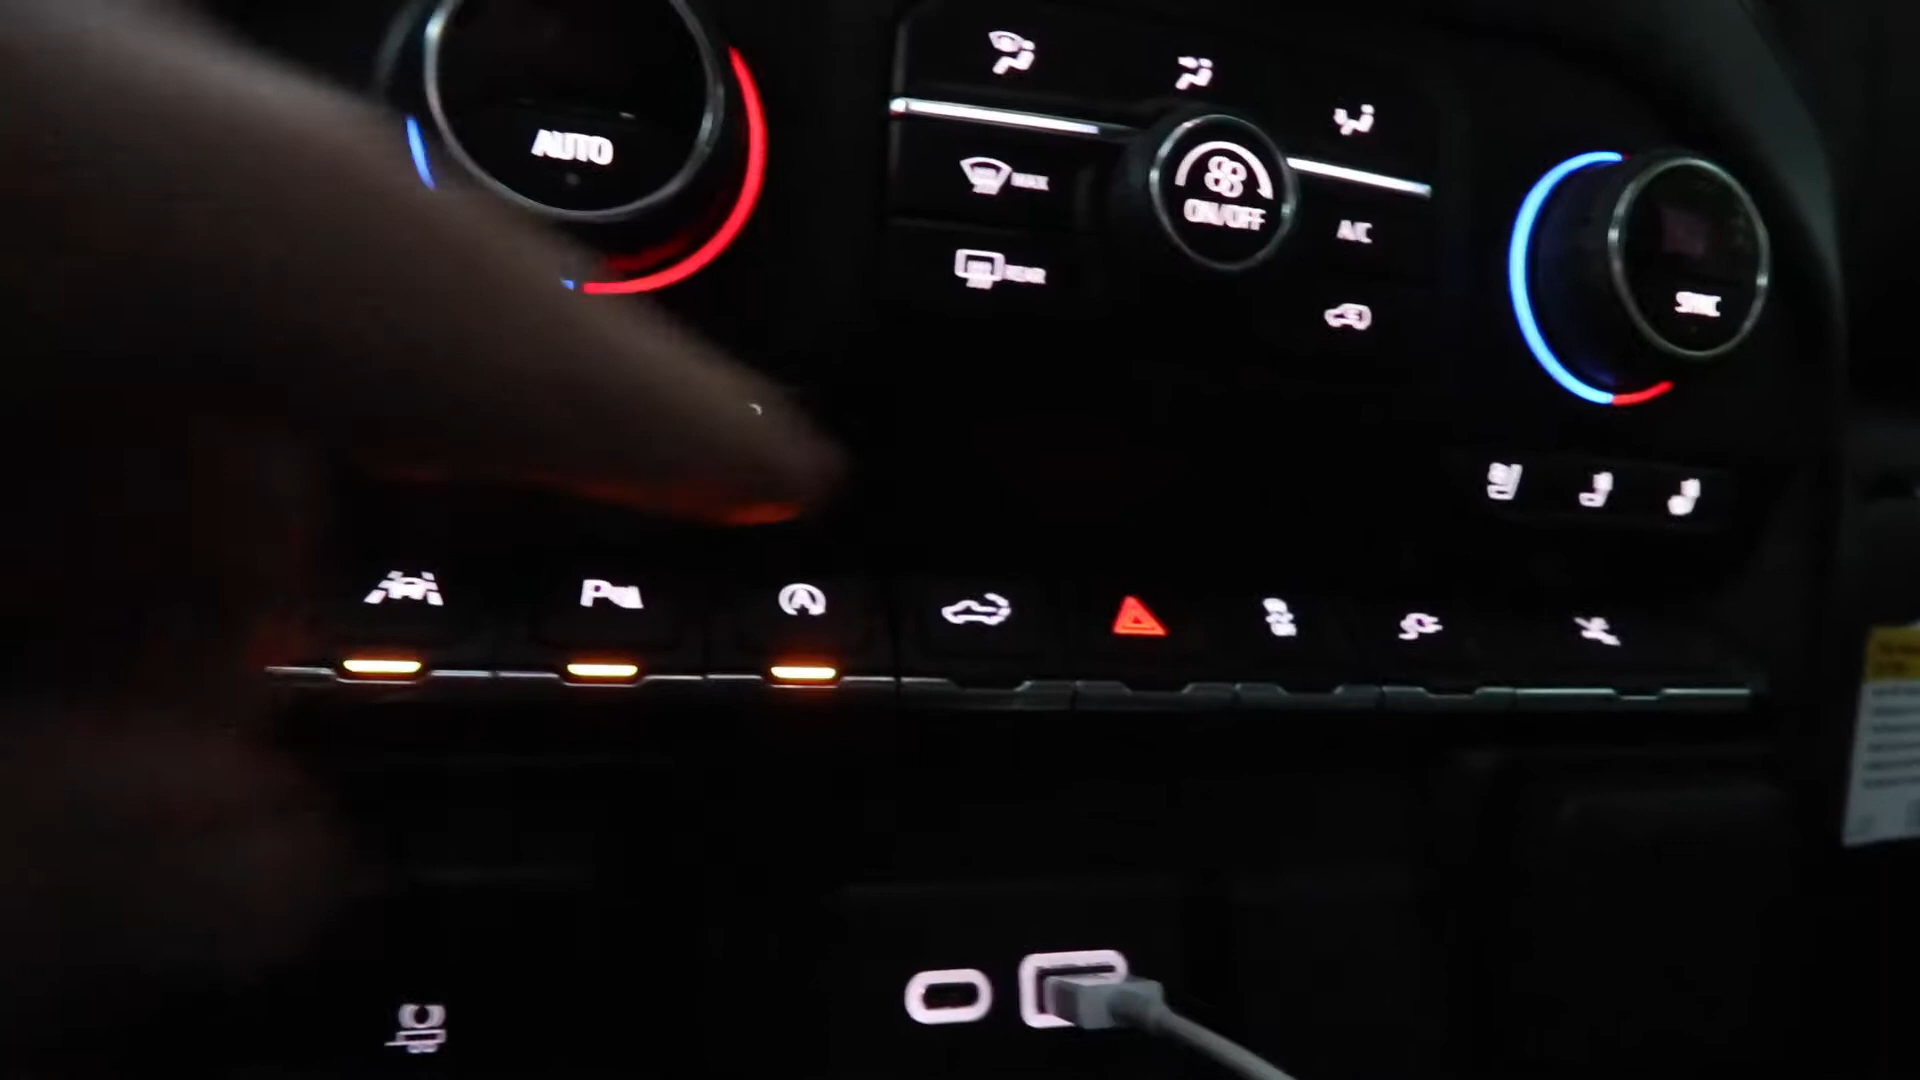 AUTO
MAX
ON/OFF
A/C
REAR
SYNC
P
A